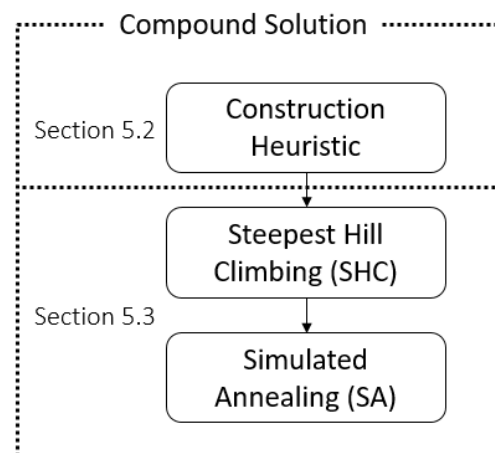 Compound Solution
Section 5.2
Construction
Heuristic
Section 5.3
Steepest Hill
Climbing (SHC)
Simulated
Annealing (SA)